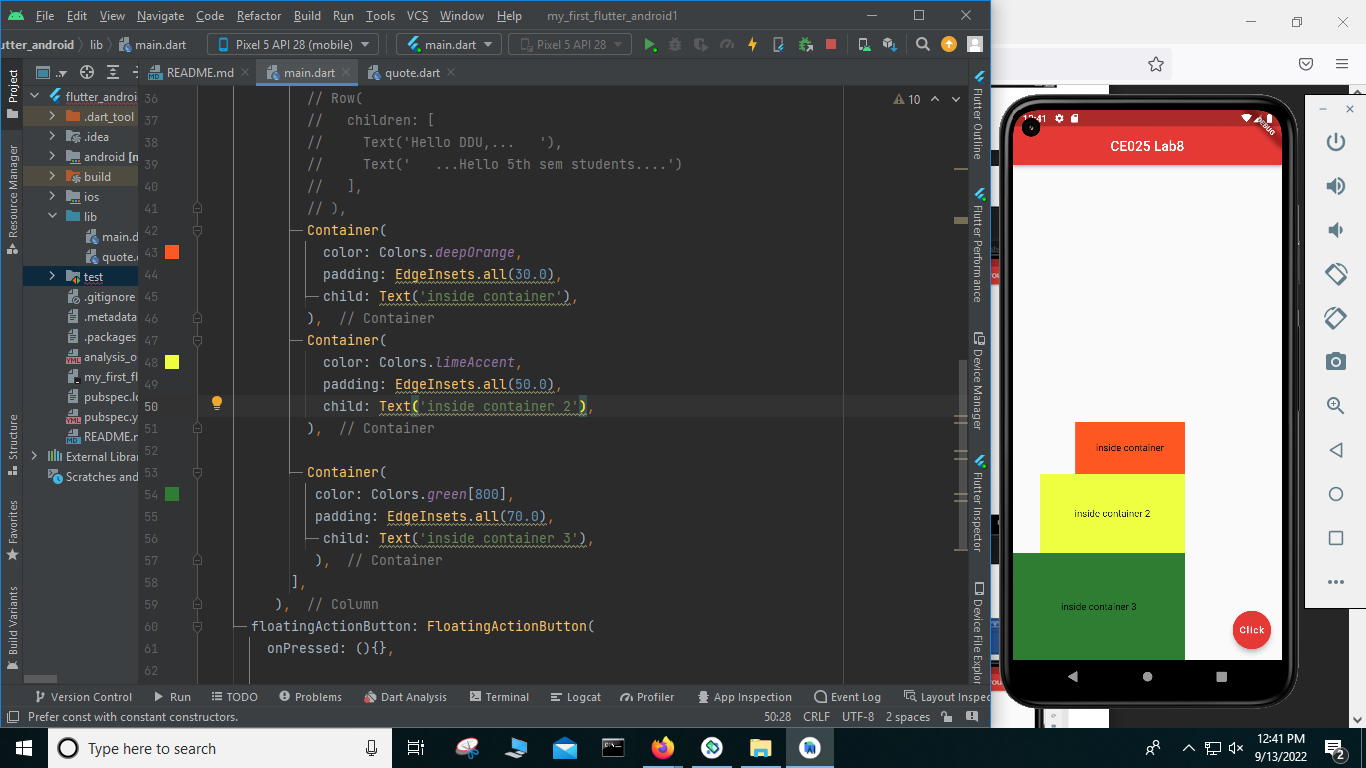 File Edit View Navigate Code Refactor Build Run Tools VCS Window Help my_first_flutter_android1
utter_android lib main.dart Pixel 5 API 28 (mobile) main.dart Pixel 5 API 28
Project
Resource Manager
Structure
Favorites
Build Variants
flutter_androi
.dart_tool
.idea
android [m
build
ios
lib
main.d
quote.
test
.gitignore
.metadata
.packages
analysis_o
my_first_fl
pubspec.lo
pubspec.y
README.m
External Librar
Scratches and
README.md main.dart quote.dart
10
36 // Row(
37 // children: [
38 // Text('Hello DDU,... '),
39 // Text(' ...Hello 5th sem students....')
40 // ],
41 // ),
42 Container(
43 color: Colors.deepOrange,
44 padding: EdgeInsets.all(30.0),
45 child: Text('inside container'),
46 ), // Container
47 Container(
48 color: Colors.limeAccent,
49 padding: EdgeInsets.all(50.0),
50 child: Text('inside container 2'),
51 ), // Container
52
53 Container(
54 color: Colors.green[800],
55 padding: EdgeInsets.all(70.0),
56 child: Text('inside container 3'),
57 ), // Container
58 ],
59 ), // Column
60 floatingActionButton: FloatingActionButton(
61 onPressed: (){},
62
Flutter Outline
Flutter Performance
Device Manager
Flutter Inspector
Device File Explor
Version Control Run TODO Problems Dart Analysis Terminal Logcat Profiler App Inspection Event Log Layout Inspec
Prefer const with constant constructors. 50:28 CRLF UTF-8 2 spaces
12:41
DEBUG
CE025 Lab8
inside container
inside container 2
inside container 3
Click
Type here to search
12:41 PM
9/13/2022
2